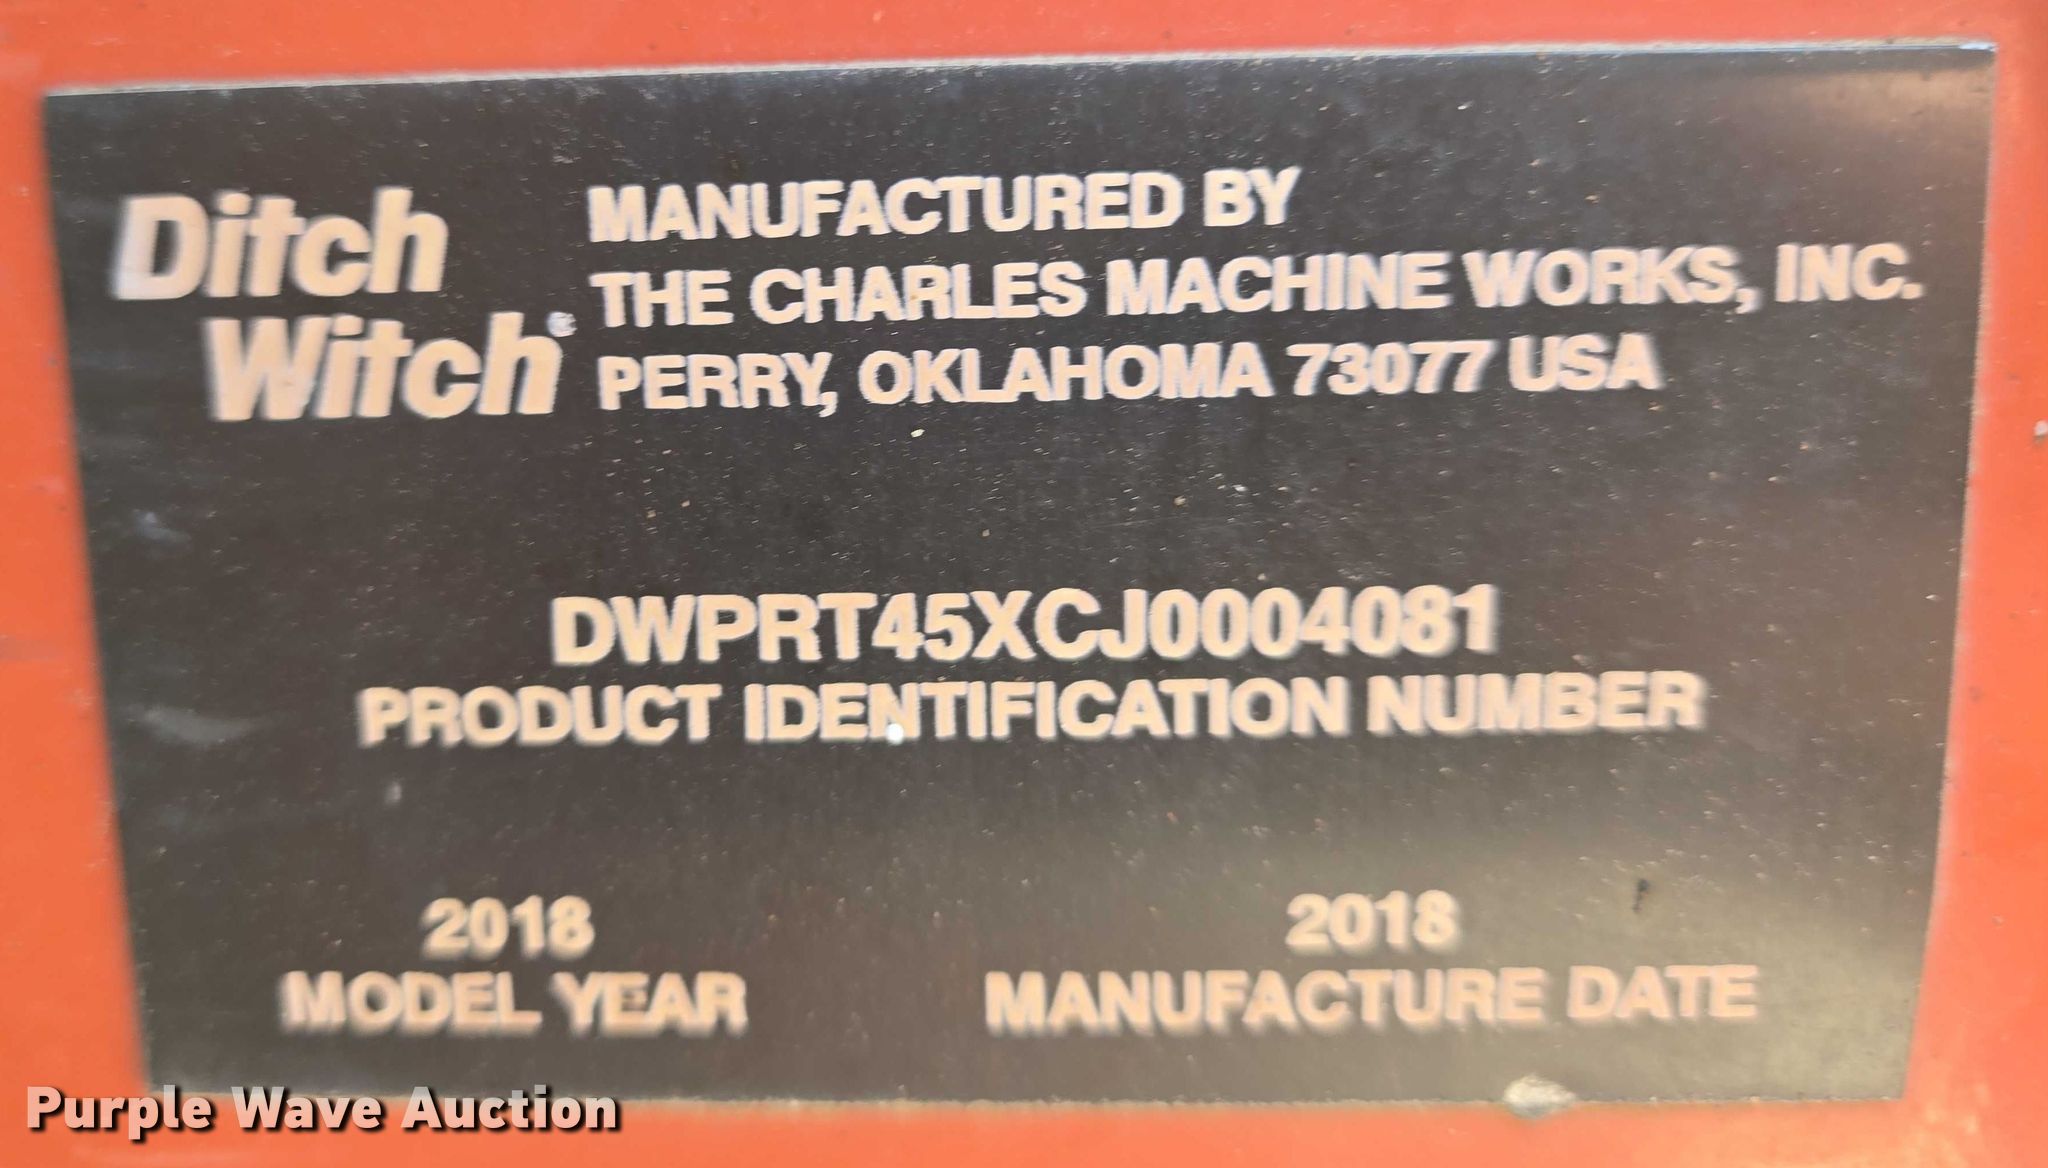 Ditch Witch®
MANUFACTURED BY
THE CHARLES MACHINE WORKS, INC.
PERRY, OKLAHOMA 73077 USA
DWPRT45XCJ0004081
PRODUCT IDENTIFICATION NUMBER
2018
MODEL YEAR
2018
MANUFACTURE DATE
Purple Wave Auction